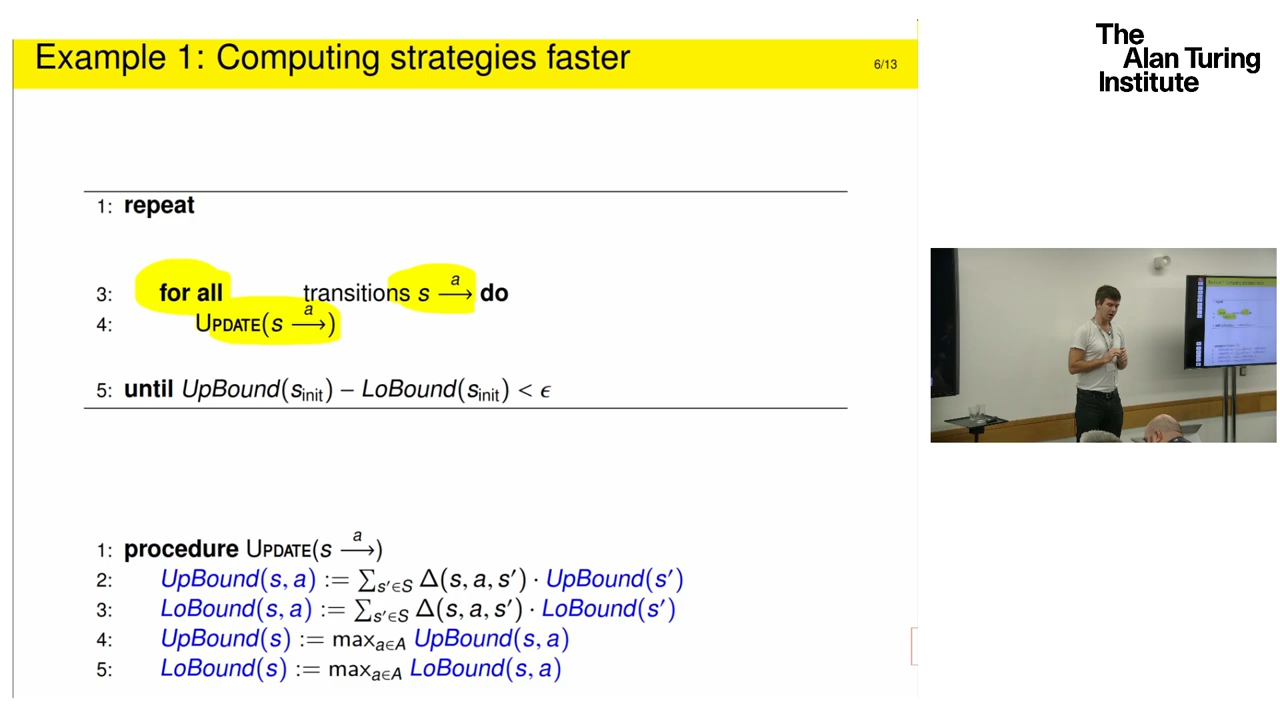 Example 1: Computing strategies faster
6/13
The
Alan Turing
Institute
1: repeat
3: for all transitions s a⟶ do
4: UPDATE(s a⟶)
5: until UpBound(s_init) − LoBound(s_init) < ϵ
1: procedure UPDATE(s a⟶)
2: UpBound(s, a) := ∑_{s′∈S} Δ(s, a, s′) · UpBound(s′)
3: LoBound(s, a) := ∑_{s′∈S} Δ(s, a, s′) · LoBound(s′)
4: UpBound(s) := max_{a∈A} UpBound(s, a)
5: LoBound(s) := max_{a∈A} LoBound(s, a)